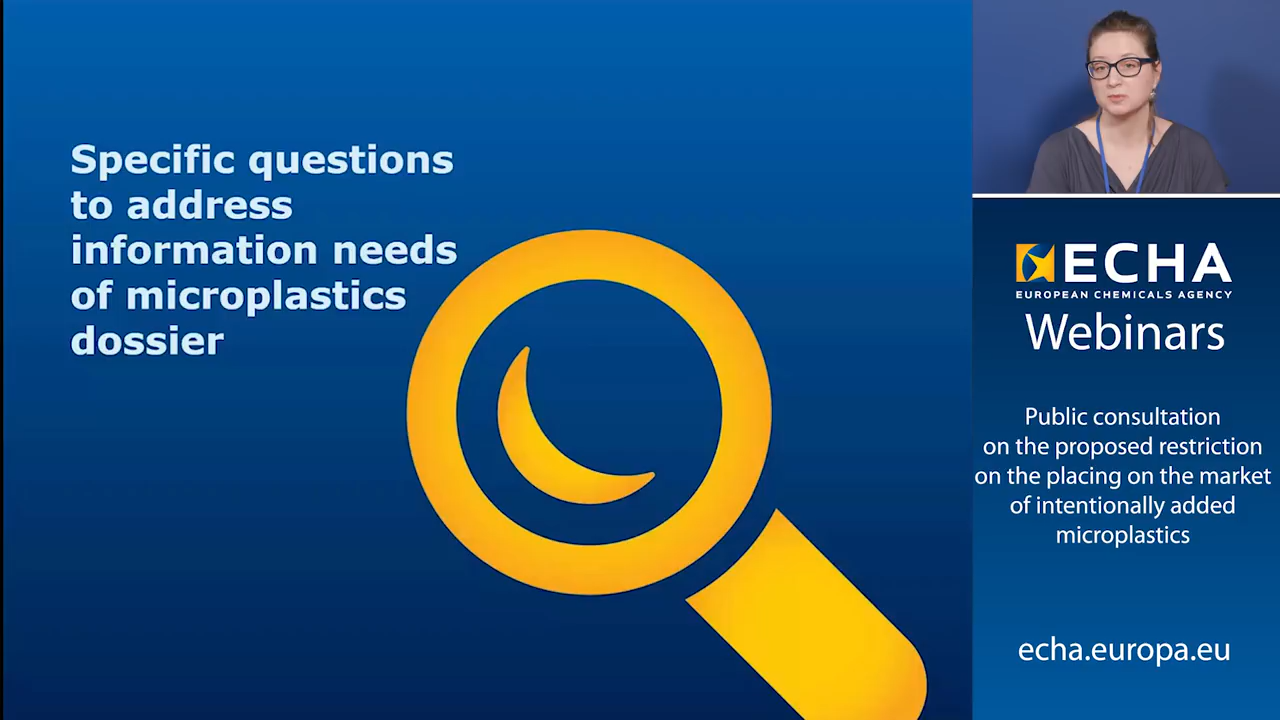 Specific questions
to address
information needs
of microplastics
dossier
ECHA
EUROPEAN CHEMICALS AGENCY
Webinars
Public consultation
on the proposed restriction
on the placing on the market
of intentionally added
microplastics
echa.europa.eu